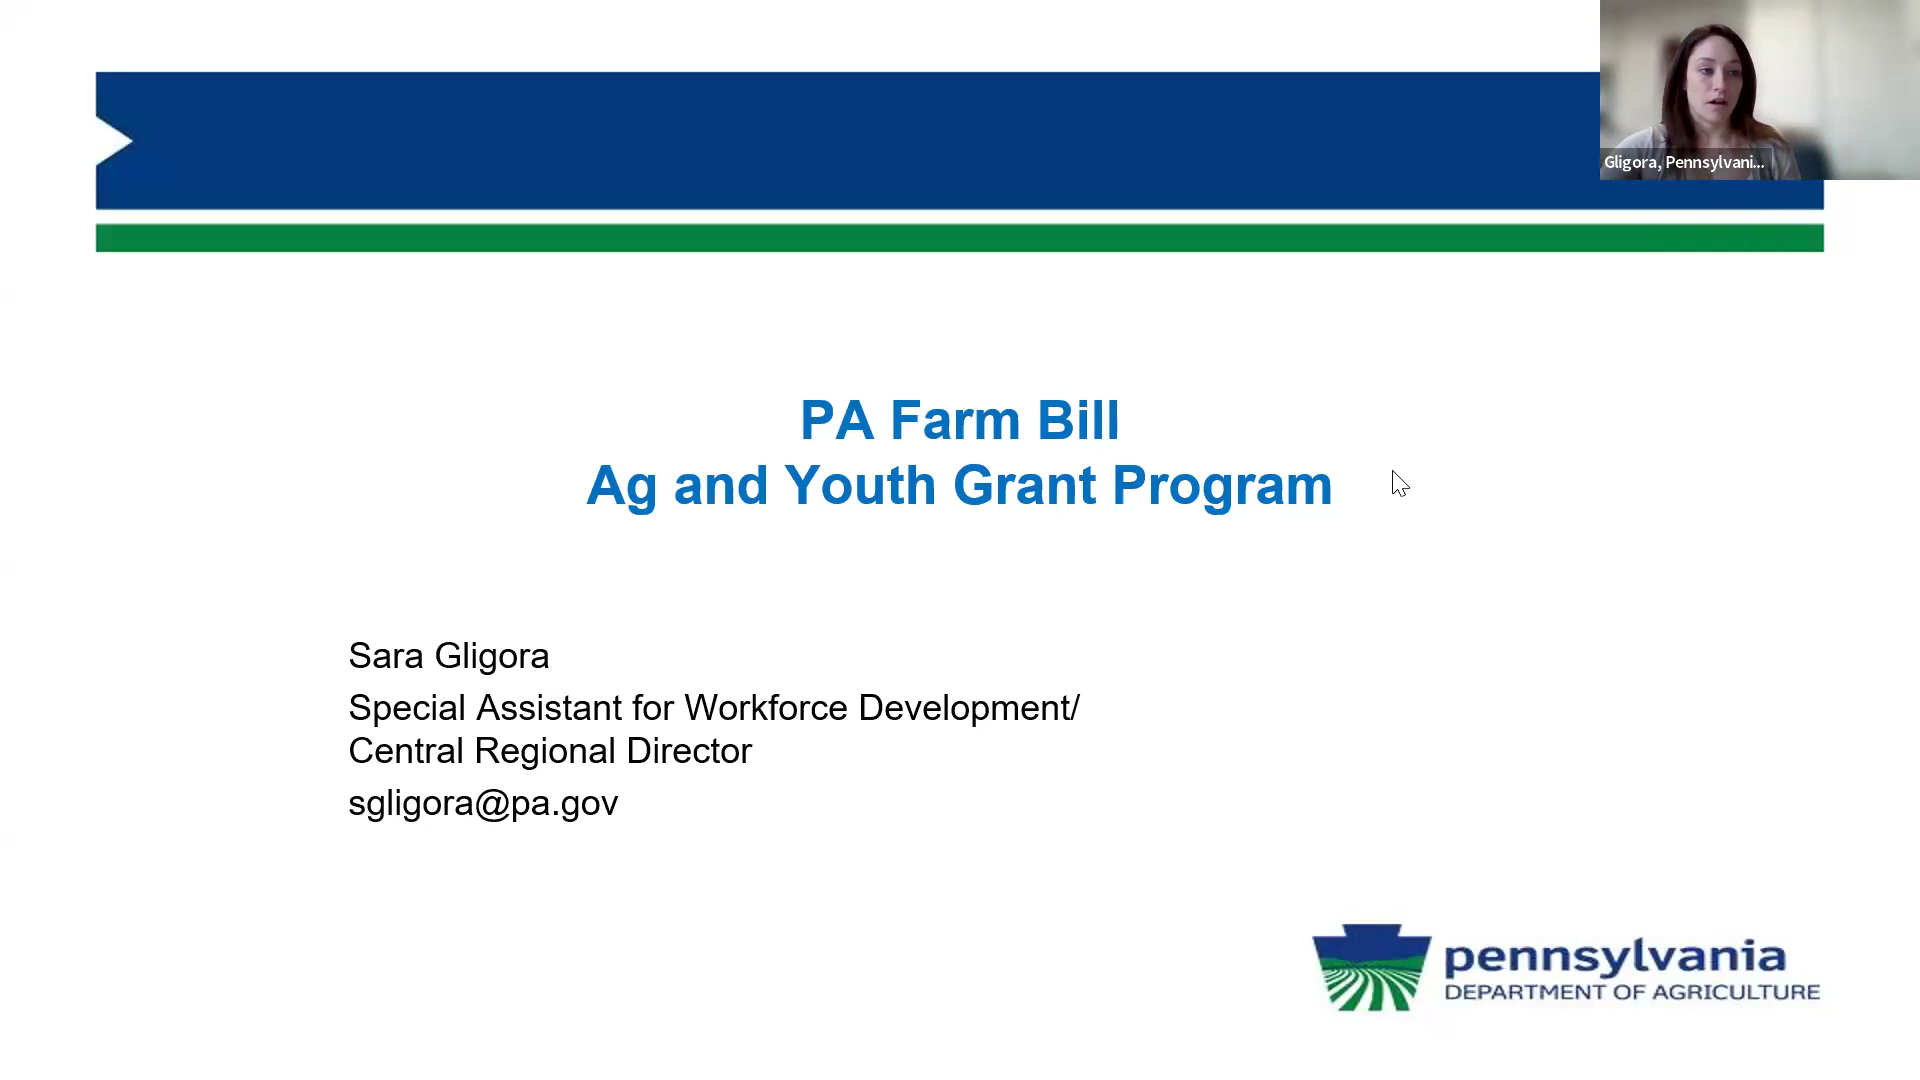 Gligora, Pennsylvani...
PA Farm Bill
Ag and Youth Grant Program
Sara Gligora
Special Assistant for Workforce Development/
Central Regional Director
sgligora@pa.gov
pennsylvania
DEPARTMENT OF AGRICULTURE